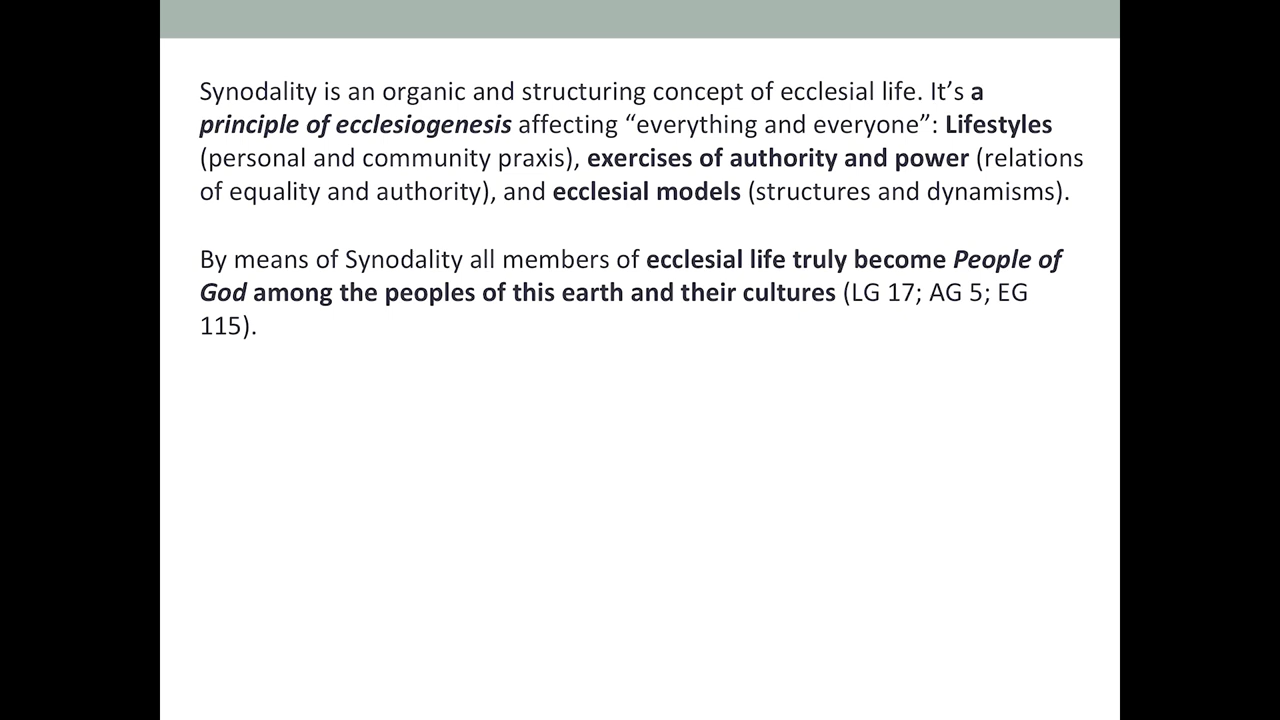 Synodality is an organic and structuring concept of ecclesial life. It’s a
principle of ecclesiogenesis affecting “everything and everyone”: Lifestyles
(personal and community praxis), exercises of authority and power (relations
of equality and authority), and ecclesial models (structures and dynamisms).
By means of Synodality all members of ecclesial life truly become People of
God among the peoples of this earth and their cultures (LG 17; AG 5; EG
115).